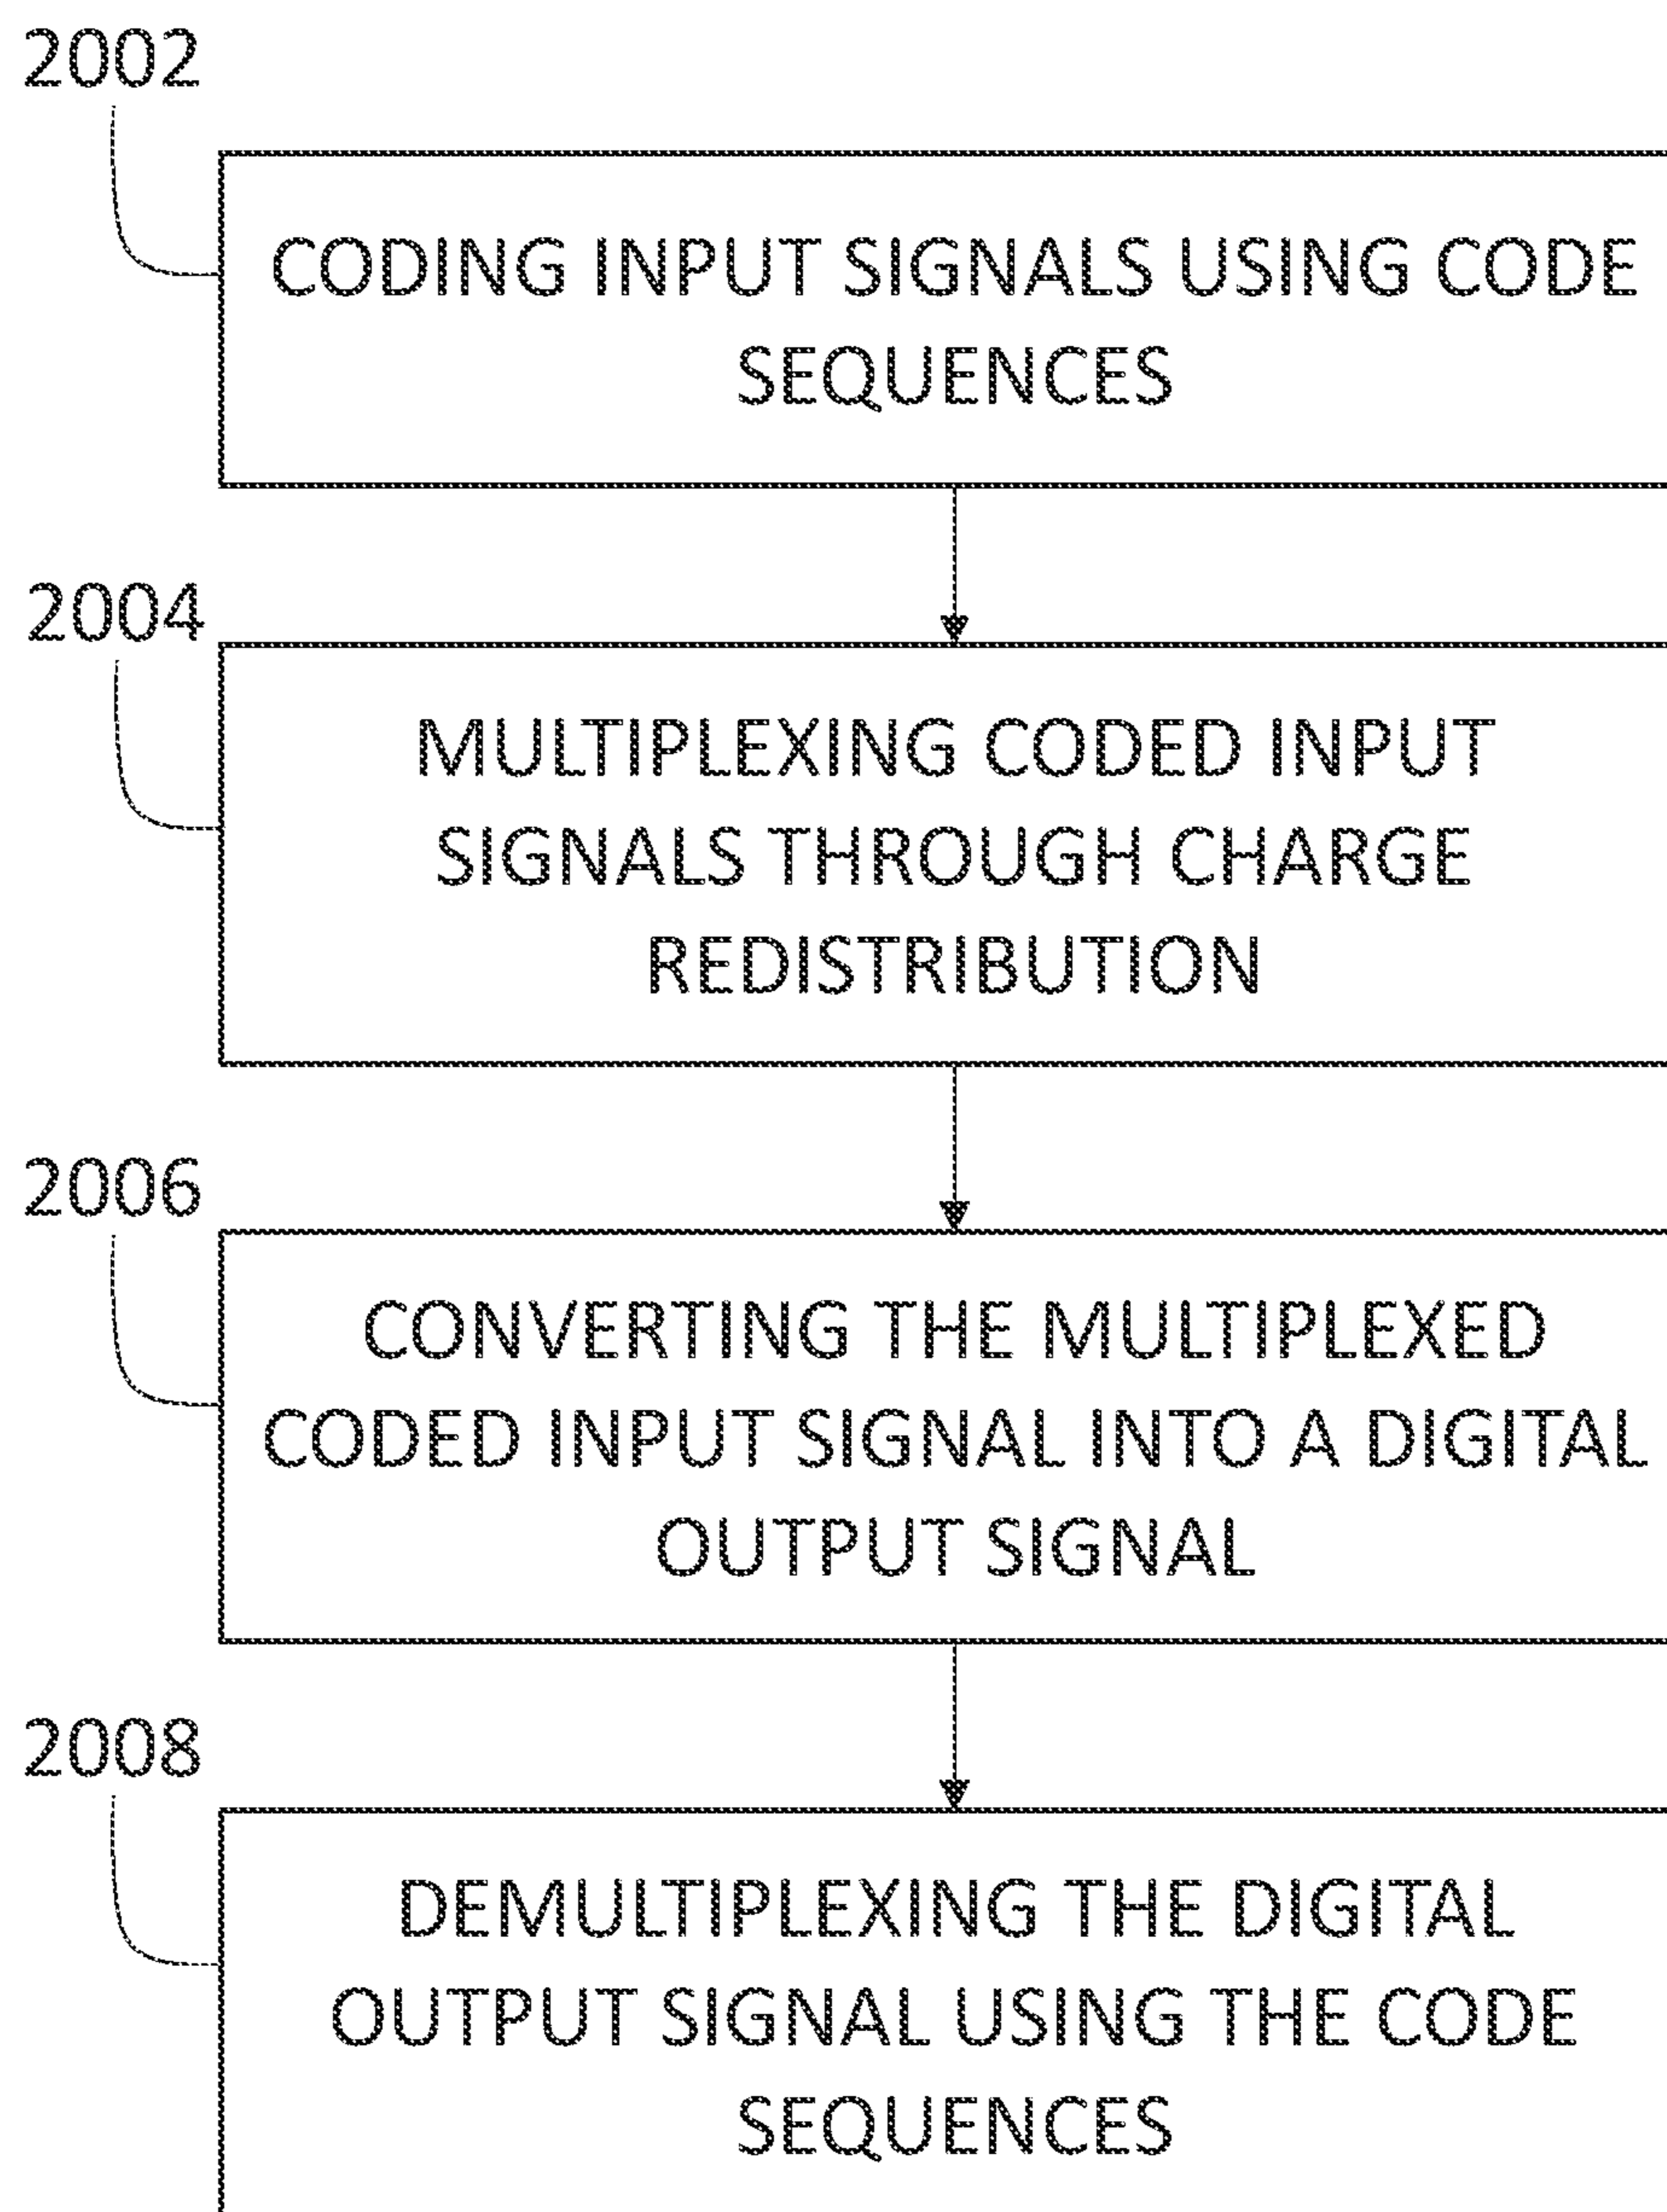 2002
CODING INPUT SIGNALS USING CODE
SEQUENCES
2004
MULTIPLEXING CODED INPUT
SIGNALS THROUGH CHARGE
REDISTRIBUTION
2006
CONVERTING THE MULTIPLEXED
CODED INPUT SIGNAL INTO A DIGITAL
OUTPUT SIGNAL
2008
DEMULTIPLEXING THE DIGITAL
OUTPUT SIGNAL USING THE CODE
SEQUENCES